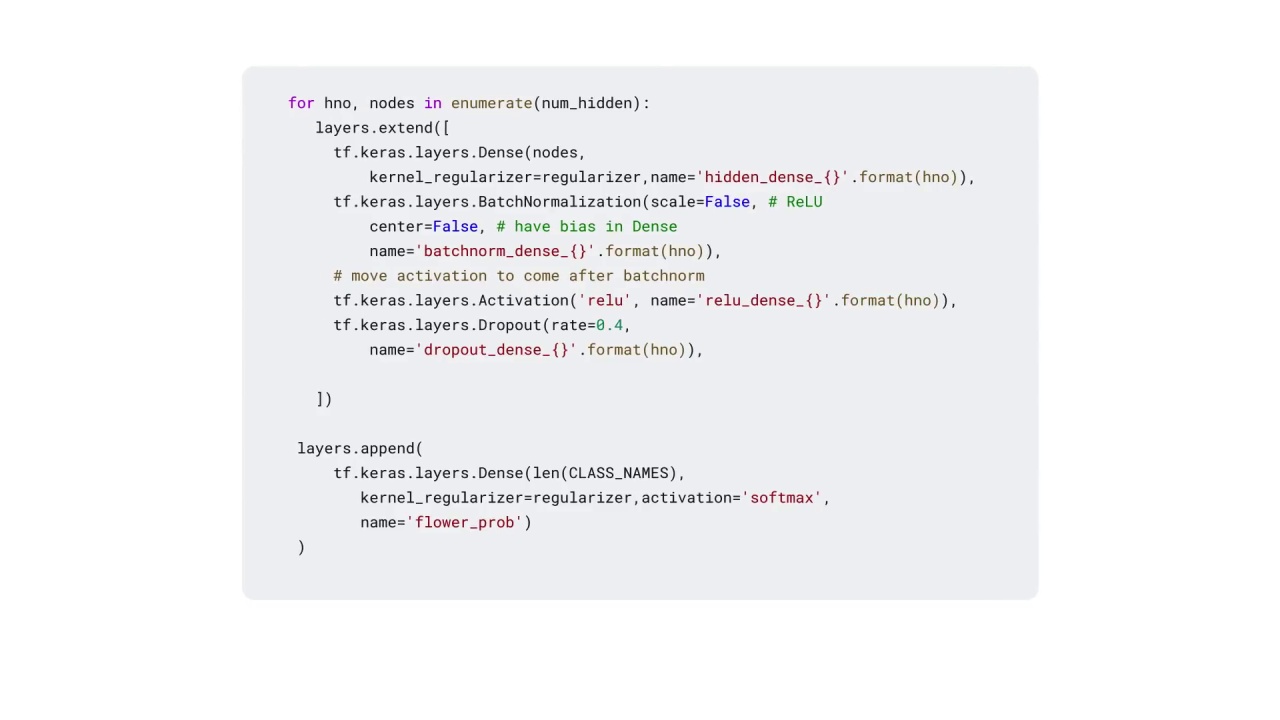 for hno, nodes in enumerate(num_hidden):
layers.extend([
tf.keras.layers.Dense(nodes,
kernel_regularizer=regularizer,name='hidden_dense_{}'.format(hno)),
tf.keras.layers.BatchNormalization(scale=False, # ReLU
center=False, # have bias in Dense
name='batchnorm_dense_{}'.format(hno)),
# move activation to come after batchnorm
tf.keras.layers.Activation('relu', name='relu_dense_{}'.format(hno)),
tf.keras.layers.Dropout(rate=0.4,
name='dropout_dense_{}'.format(hno)),
])
layers.append(
tf.keras.layers.Dense(len(CLASS_NAMES),
kernel_regularizer=regularizer,activation='softmax',
name='flower_prob')
)